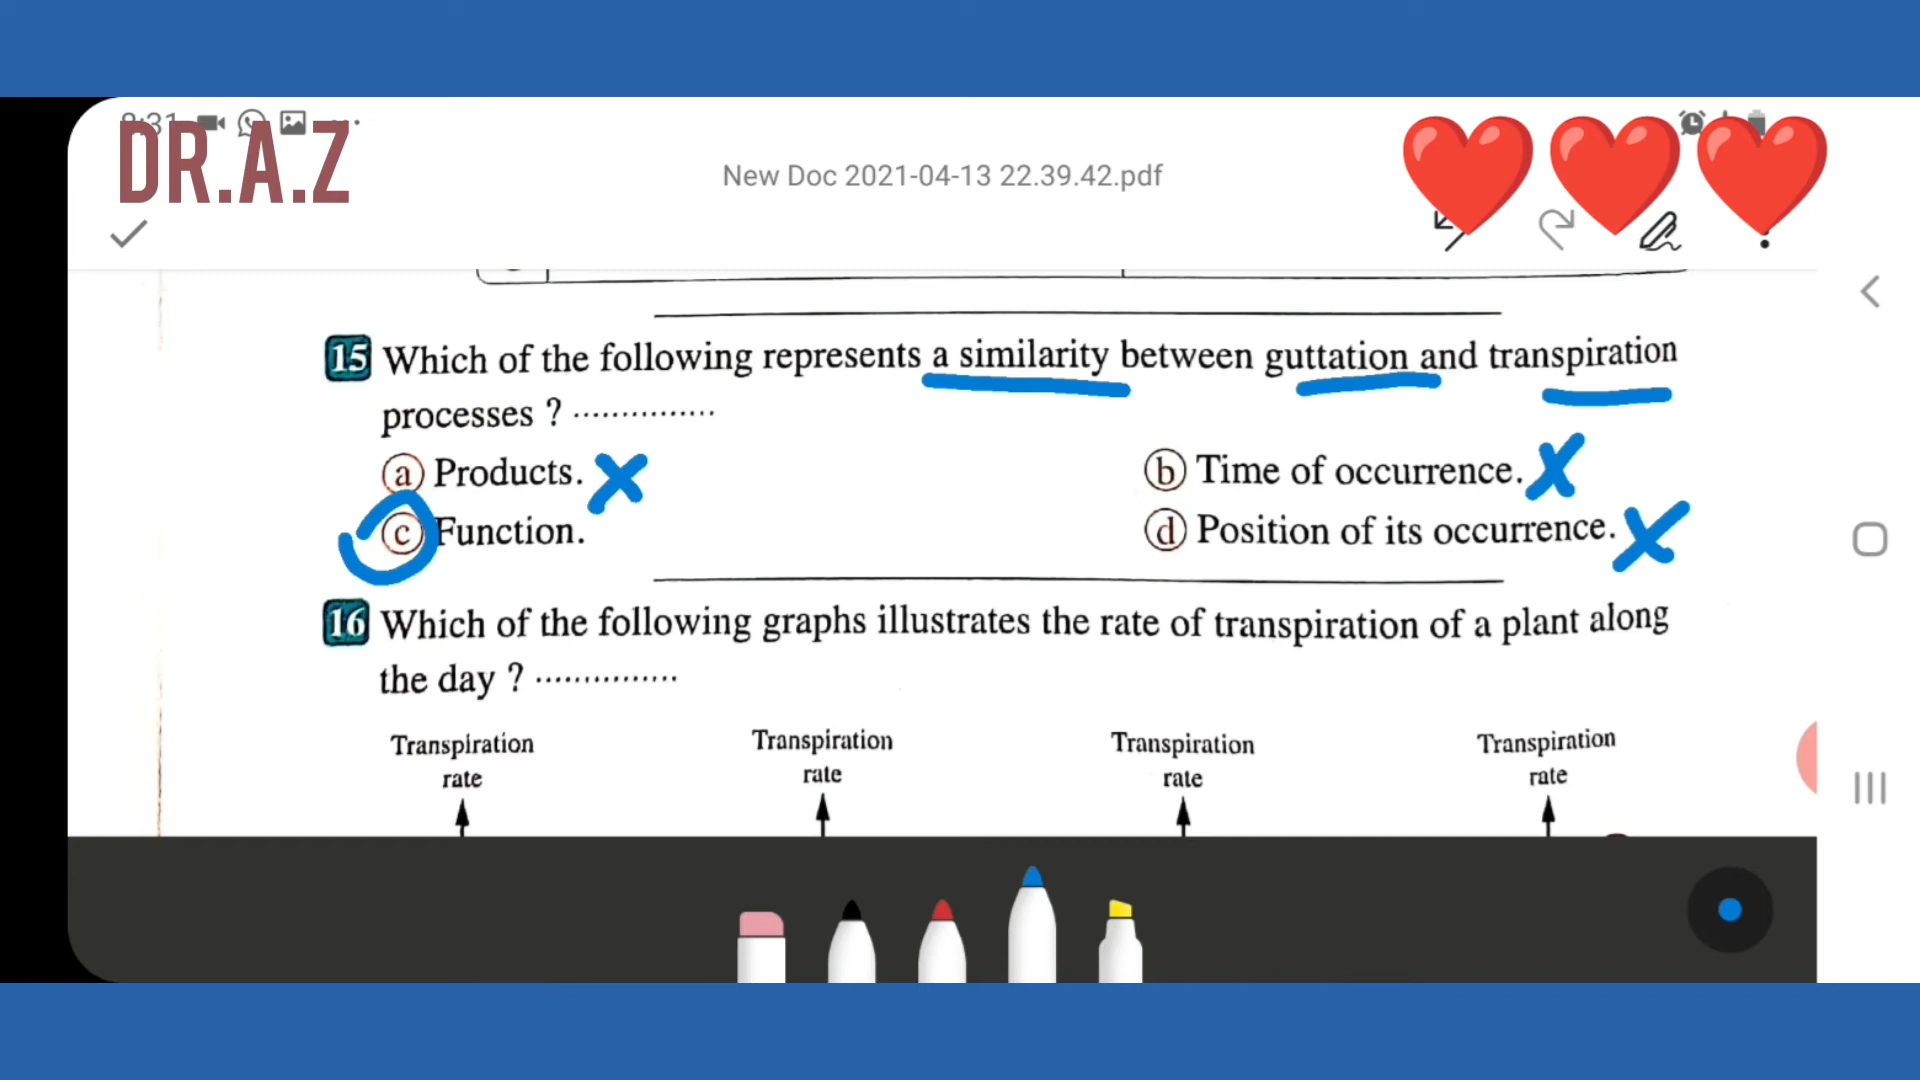 8:31
DR.A.Z
New Doc 2021-04-13 22.39.42.pdf
15 Which of the following represents a similarity between guttation and transpiration
processes ? ...............
a Products.
b Time of occurrence.
c Function.
d Position of its occurrence.
16 Which of the following graphs illustrates the rate of transpiration of a plant along
the day ? ...............
Transpiration
rate
Transpiration
rate
Transpiration
rate
Transpiration
rate